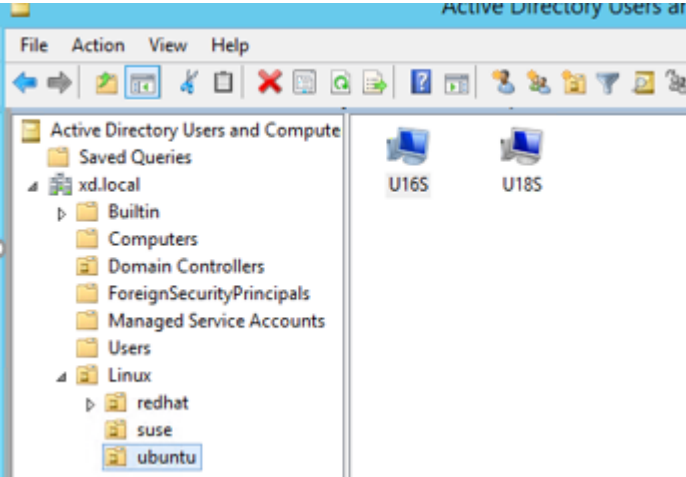 Active Directory Users an
File Action View Help
Active Directory Users and Compute
Saved Queries
xd.local
Builtin
Computers
Domain Controllers
ForeignSecurityPrincipals
Managed Service Accounts
Users
Linux
redhat
suse
ubuntu
U16S U18S